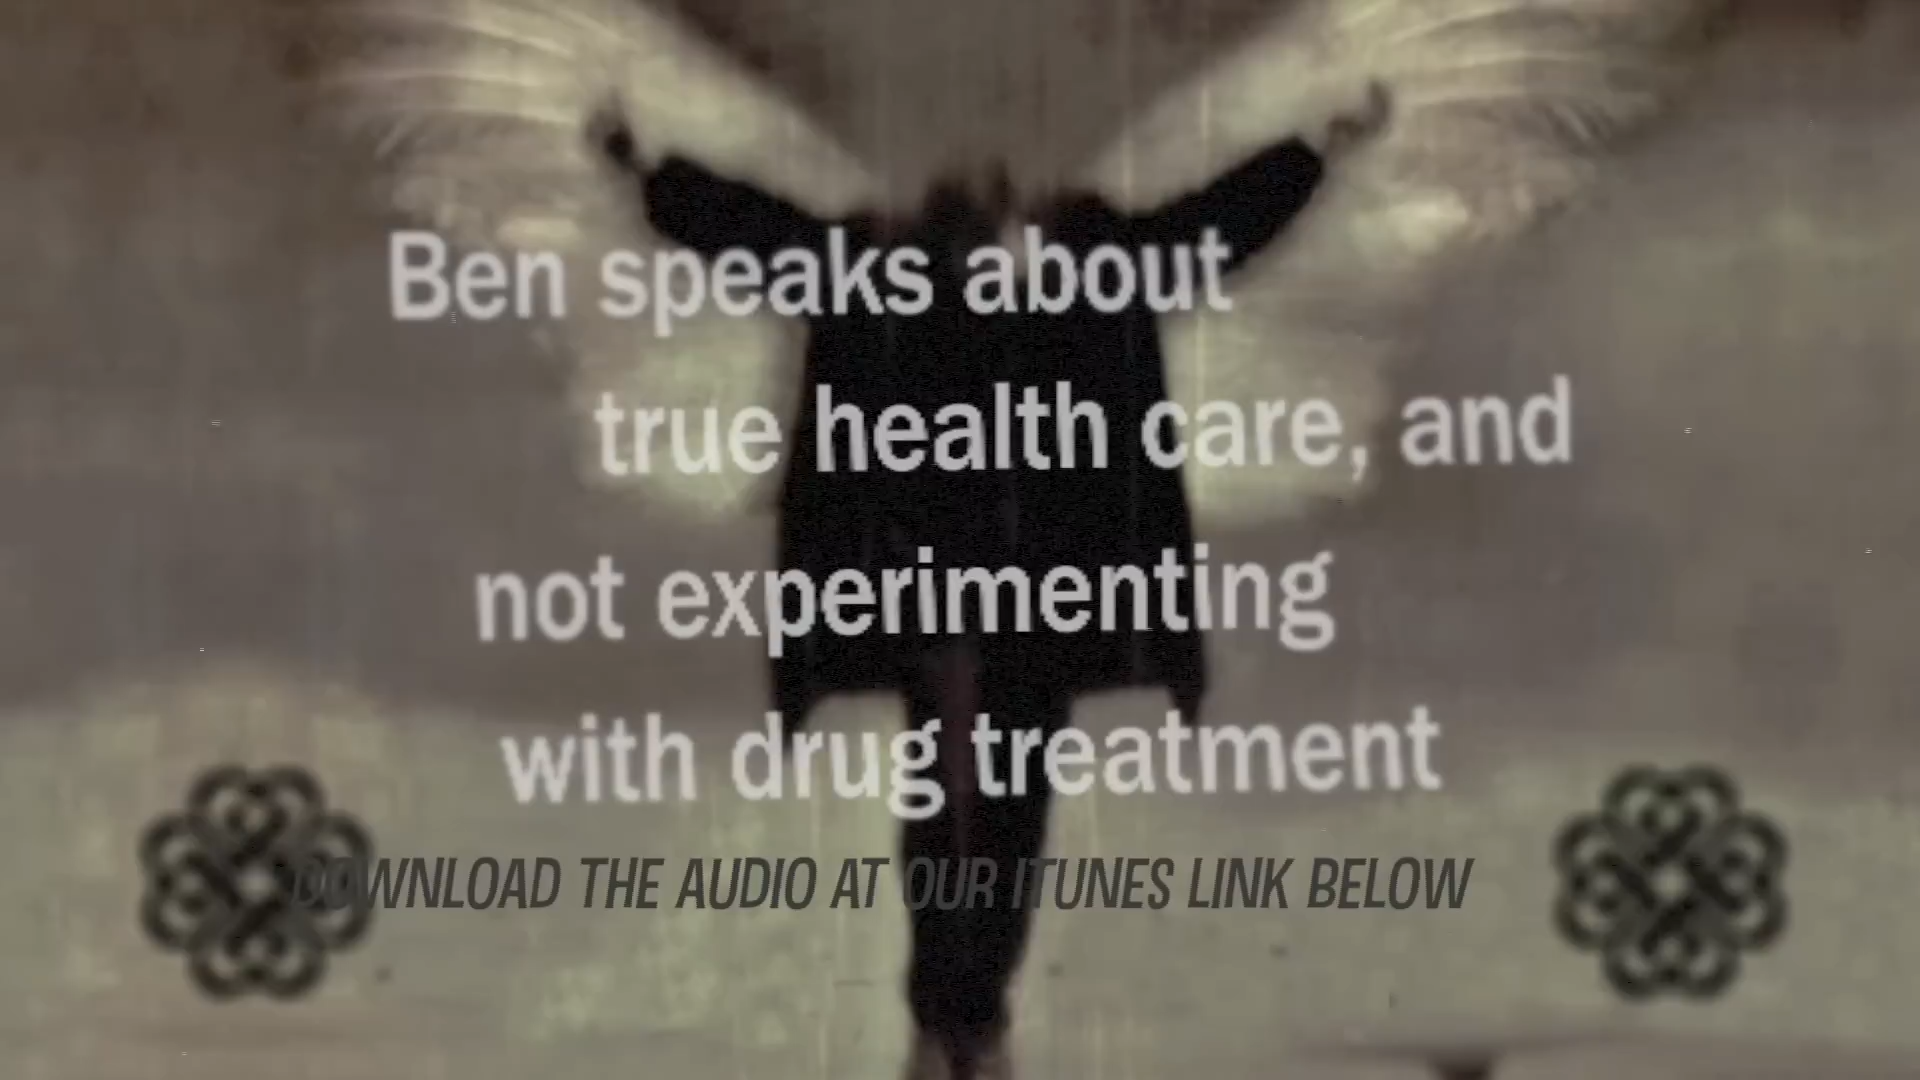 Ben speaks about
true health care, and
not experimenting
with drug treatment
DOWNLOAD THE AUDIO AT OUR ITUNES LINK BELOW